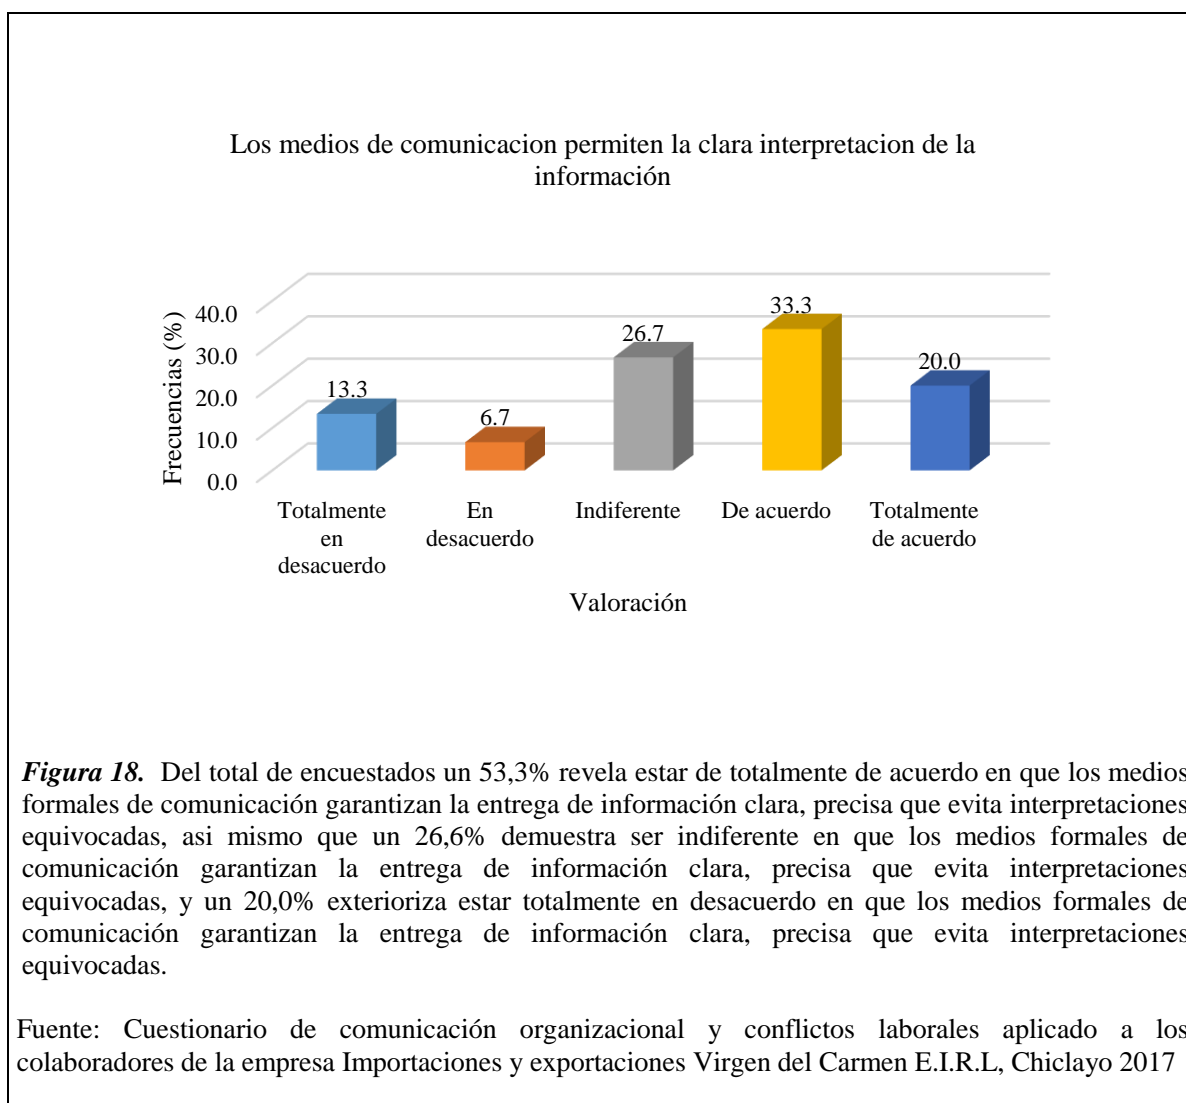 Los medios de comunicacion permiten la clara interpretacion de la
información
Frecuencias (%)
40.0
30.0
20.0
10.0
0.0
13.3
6.7
26.7
33.3
20.0
Totalmente
en
desacuerdo
En
desacuerdo
Indiferente
De acuerdo
Totalmente
de acuerdo
Valoración
Figura 18. Del total de encuestados un 53,3% revela estar de totalmente de acuerdo en que los medios
formales de comunicación garantizan la entrega de información clara, precisa que evita interpretaciones
equivocadas, asi mismo que un 26,6% demuestra ser indiferente en que los medios formales de
comunicación garantizan la entrega de información clara, precisa que evita interpretaciones
equivocadas, y un 20,0% exterioriza estar totalmente en desacuerdo en que los medios formales de
comunicación garantizan la entrega de información clara, precisa que evita interpretaciones
equivocadas.
Fuente: Cuestionario de comunicación organizacional y conflictos laborales aplicado a los
colaboradores de la empresa Importaciones y exportaciones Virgen del Carmen E.I.R.L, Chiclayo 2017